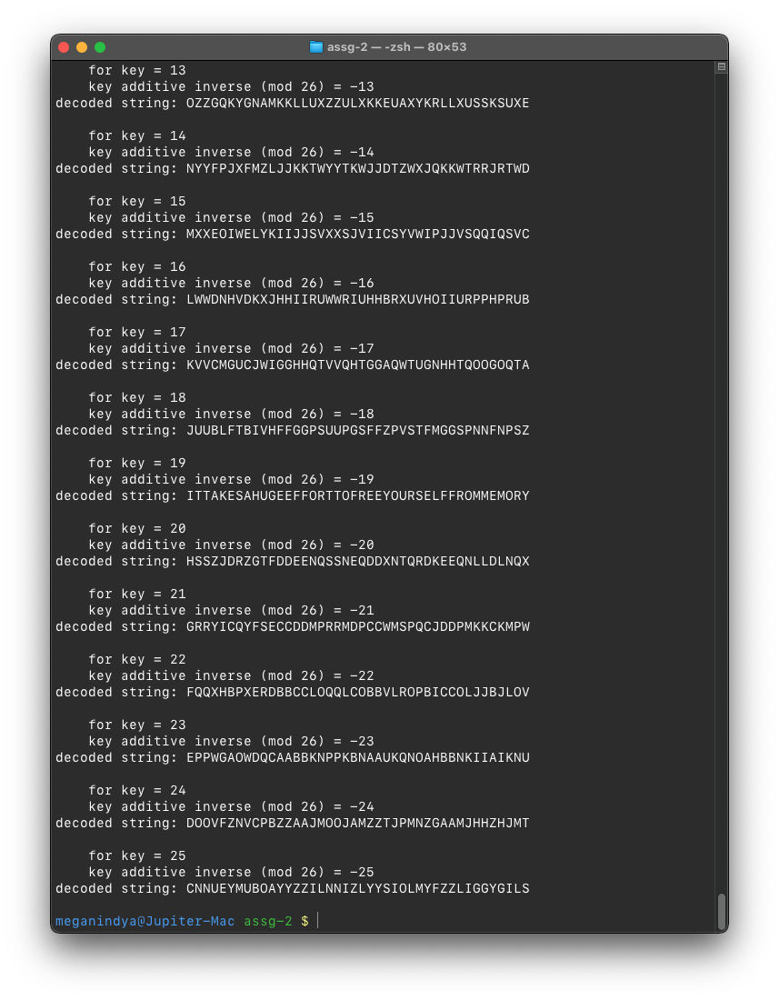 assg-2 — -zsh — 80×53
for key = 13
key additive inverse (mod 26) = -13
decoded string: OZZGQKYGNAMKKLLUXZZULXKKEUAXYKRLLXUSSKSUXE
for key = 14
key additive inverse (mod 26) = -14
decoded string: NYYFPJXFMZLJJKKTWYYTKWJJDTZWXJQKKWTRRJRTWD
for key = 15
key additive inverse (mod 26) = -15
decoded string: MXXEOIWELYKIIJJSVXXSJVIICSYVWIPJJVSQQIQSVC
for key = 16
key additive inverse (mod 26) = -16
decoded string: LWWDNHVDKXJHHIIRUWWRIUHHBRXUVHOIIURPPHPRUB
for key = 17
key additive inverse (mod 26) = -17
decoded string: KVVCMGUCJWIGGHHQTVVQHTGGAQWTUGNHHTQOOGOQTA
for key = 18
key additive inverse (mod 26) = -18
decoded string: JUUBLFTBIVHFFGGPSUUPGSFFZPVSTFMGGSPNNFNPSZ
for key = 19
key additive inverse (mod 26) = -19
decoded string: ITTAKESAHUGEEFFORTTOFREEYOURSELFFROMMEMORY
for key = 20
key additive inverse (mod 26) = -20
decoded string: HSSZJDRZGTFDDEENQSSNEQDDXNTQRDKEEQNLLDLNQX
for key = 21
key additive inverse (mod 26) = -21
decoded string: GRRYICQYFSECCDDMPRRMDPCCWMSPQCJDDPMKKCKMPW
for key = 22
key additive inverse (mod 26) = -22
decoded string: FQQXHBPXERDBBCCLOQQLCOBBVLROPBICCOLJJBJLOV
for key = 23
key additive inverse (mod 26) = -23
decoded string: EPPWGAOWDQCAABBKNPPKBNAAUKQNOAHBBNKIIAIKNU
for key = 24
key additive inverse (mod 26) = -24
decoded string: DOOVFZNVCPBZZAAJMOOJAMZZTJPMNZGAAMJHHZHJMT
for key = 25
key additive inverse (mod 26) = -25
decoded string: CNNUEYMUBOAYYZZILNNIZLYYSIOLMYFZZLIGGYGILS
meganindya@Jupiter-Mac assg-2 $